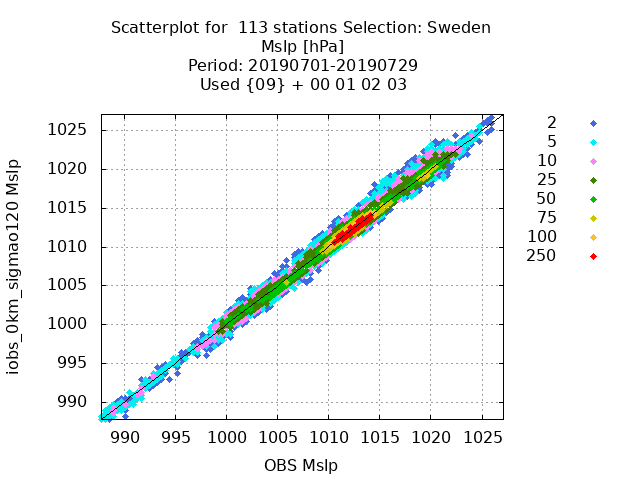 Scatterplot for  113 stations Selection: Sweden
Mslp [hPa]
Period: 20190701-20190729
Used {09} + 00 01 02 03
iobs_0km_sigmao120 Mslp
1025
1020
1015
1010
1005
1000
995
990
990 995 1000 1005 1010 1015 1020 1025
OBS Mslp
2
5
10
25
50
75
100
250